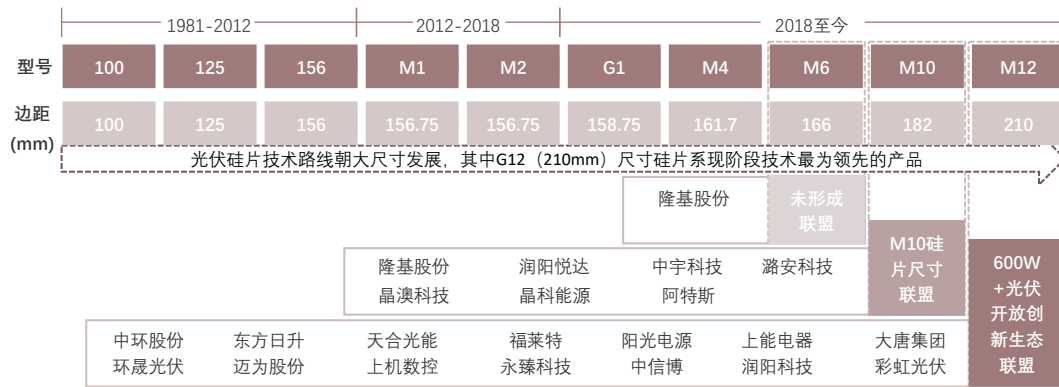 1981-2012 2012-2018 2018至今
型号 100 125 156 M1 M2 G1 M4 M6 M10 M12
边距
(mm) 100 125 156 156.75 156.75 158.75 161.7 166 182 210
光伏硅片技术路线朝大尺寸发展，其中G12（210mm）尺寸硅片系现阶段技术最为领先的产品
隆基股份
未形成
联盟
隆基股份 润阳悦达 中宇科技 潞安科技
晶澳科技 晶科能源 阿特斯
M10硅
片尺寸
联盟
中环股份 东方日升 天合光能 福莱特 阳光电源 上能电器 大唐集团
环晟光伏 迈为股份 上机数控 永臻科技 中信博 润阳科技 彩虹光伏
600W
+光伏
开放创
新生态
联盟